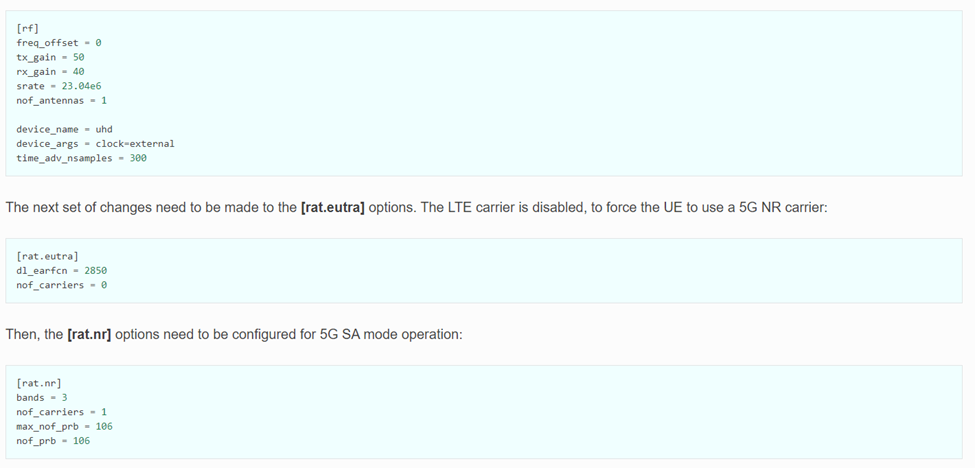 [rf]
freq_offset = 0
tx_gain = 50
rx_gain = 40
srate = 23.04e6
nof_antennas = 1
device_name = uhd
device_args = clock=external
time_adv_nsamples = 300
The next set of changes need to be made to the [rat.eutra] options. The LTE carrier is disabled, to force the UE to use a 5G NR carrier:
[rat.eutra]
dl_earfcn = 2850
nof_carriers = 0
Then, the [rat.nr] options need to be configured for 5G SA mode operation:
[rat.nr]
bands = 3
nof_carriers = 1
max_nof_prb = 106
nof_prb = 106